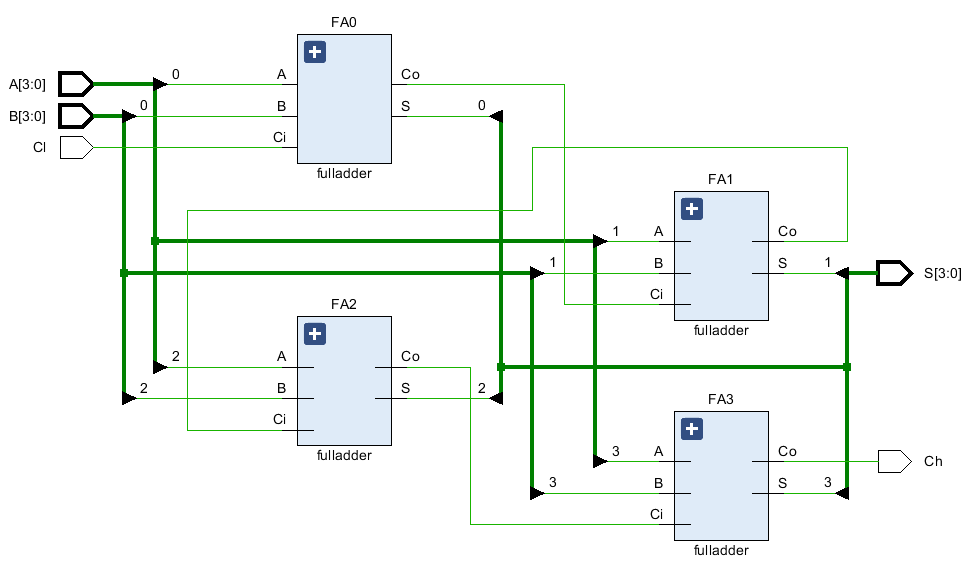 FA0
A[3:0]
0
A
Co
B[3:0]
0
B
S
0
Cl
Ci
fulladder
FA1
1
A
Co
1
B
S
1
S[3:0]
Ci
fulladder
FA2
2
A
Co
2
B
S
2
Ci
fulladder
FA3
3
A
Co
Ch
3
B
S
3
Ci
fulladder